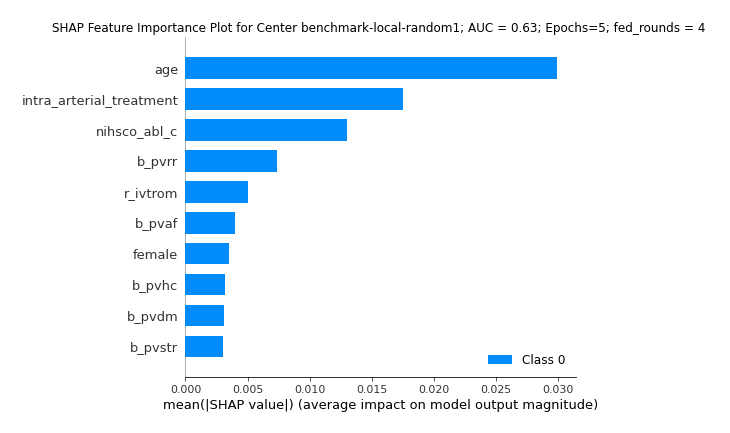 SHAP Feature Importance Plot for Center benchmark-local-random1; AUC = 0.63; Epochs=5; fed_rounds = 4
age
intra_arterial_treatment
nihsco_abl_c
b_pvrr
r_ivtrom
b_pvaf
female
b_pvhc
b_pvdm
b_pvstr
Class 0
0.000 0.005 0.010 0.015 0.020 0.025 0.030
mean(|SHAP value|) (average impact on model output magnitude)